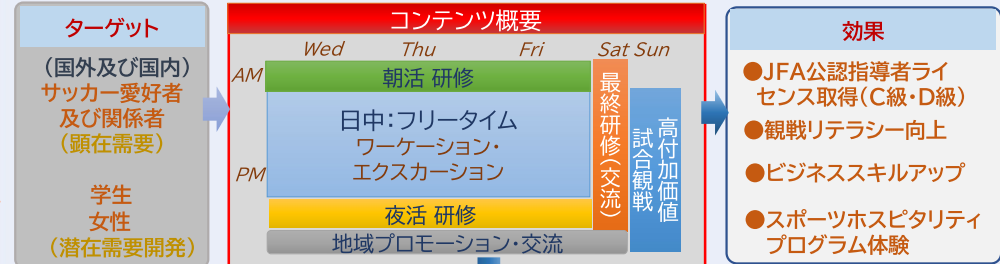 ターゲット
(国外及び国内)
サッカー愛好者
及び関係者
(顕在需要)
学生
女性
(潜在需要開発)
コンテンツ概要
Wed Thu Fri Sat Sun
AM
PM
朝活 研修
日中:フリータイム
ワーケーション・
エクスカーション
夜活 研修
地域プロモーション・交流
最終研修(交流)
高付加価値
試合観戦
効果
●JFA公認指導者ライ
センス取得(C級・D級)
●観戦リテラシー向上
●ビジネススキルアップ
●スポーツホスピタリティ
プログラム体験